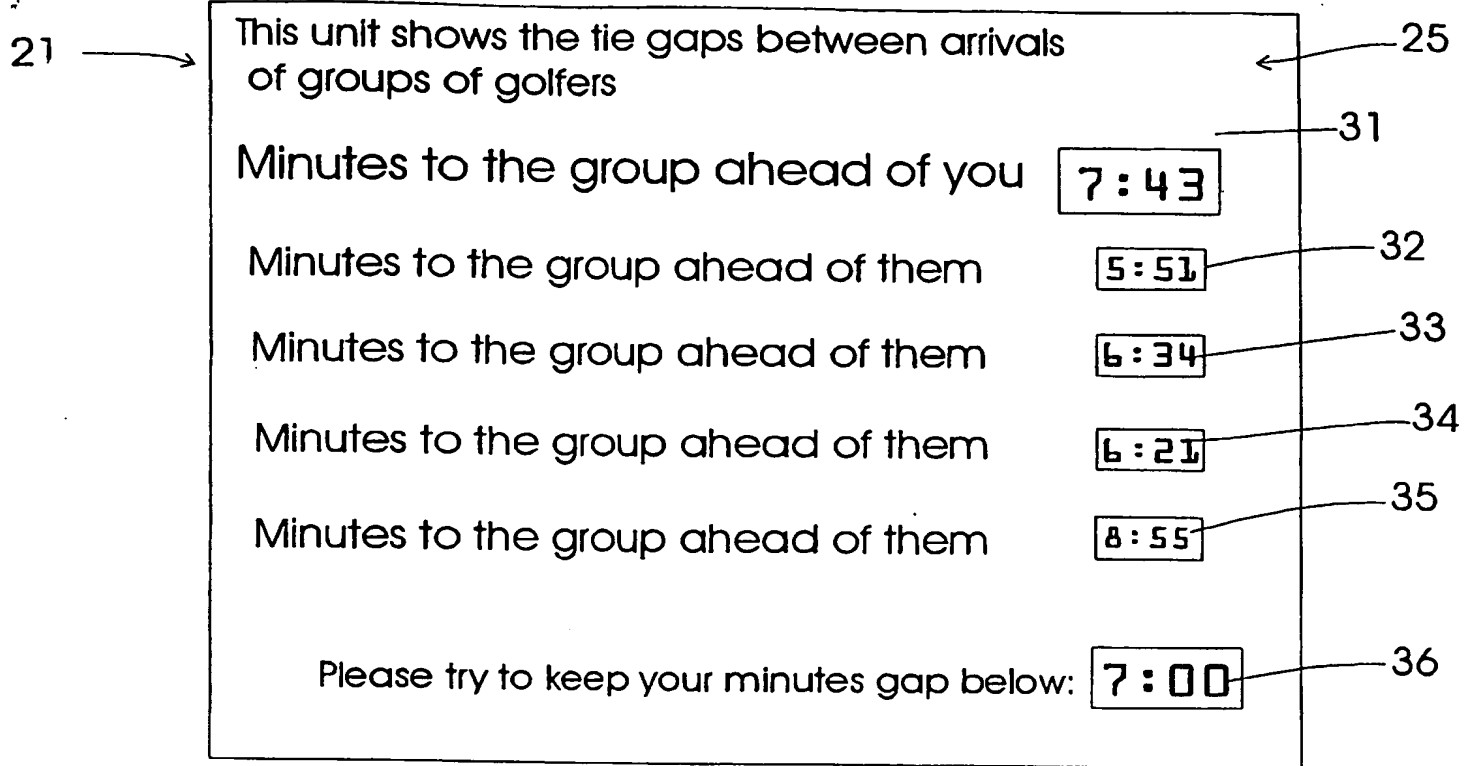 21
This unit shows the tie gaps between arrivals
of groups of golfers
25
31
Minutes to the group ahead of you 7:43
Minutes to the group ahead of them 5:51
32
Minutes to the group ahead of them 6:34
33
Minutes to the group ahead of them 6:21
34
Minutes to the group ahead of them 8:55
35
Please try to keep your minutes gap below: 7:00
36